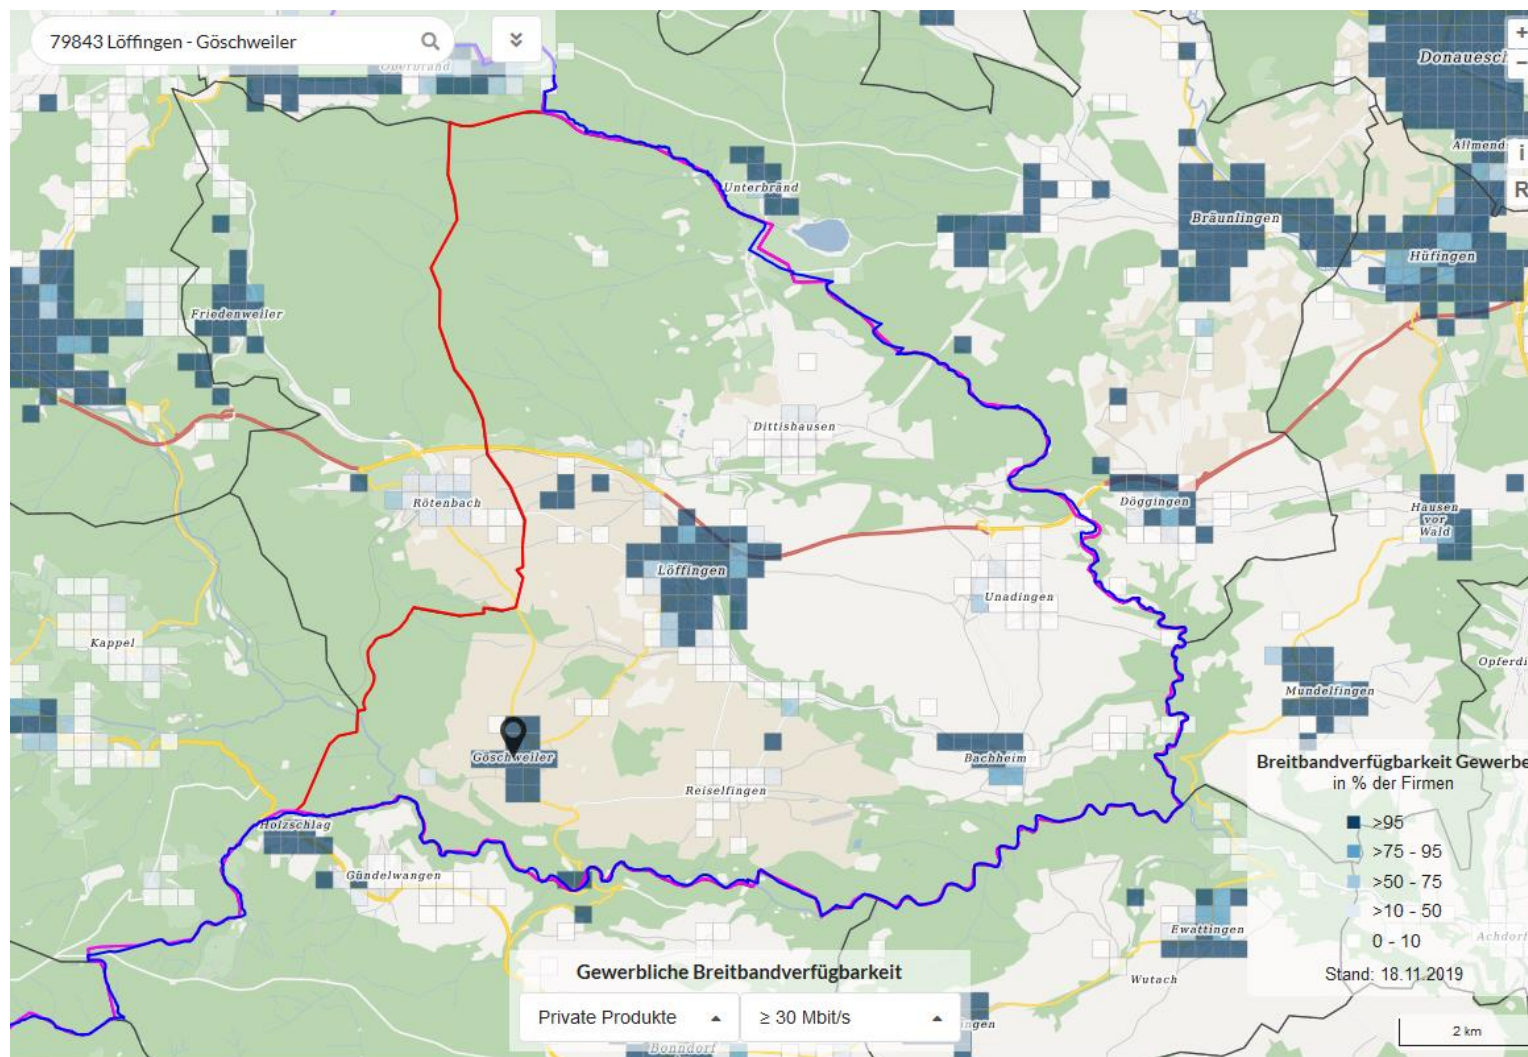 79843 Löffingen - Göschweiler
Oberbränd
Donauesch
+
−
Allmend
i
R
Unterbränd
Bräunlingen
Hüfingen
Friedenweiler
Dittishausen
Rötenbach
Döggingen
Hausen
vor
Wald
Löffingen
Unadingen
Kappel
Opferdi
Mundelfingen
Göschweiler
Bachheim
Reiselfingen
Holzschlag
Gündelwangen
Ewattingen
Achdorf
Wutach
ngen
Bonndorf
Breitbandverfügbarkeit Gewerbe
in % der Firmen
>95
>75 - 95
>50 - 75
>10 - 50
0 - 10
Stand: 18.11.2019
Gewerbliche Breitbandverfügbarkeit
Private Produkte
≥ 30 Mbit/s
2 km